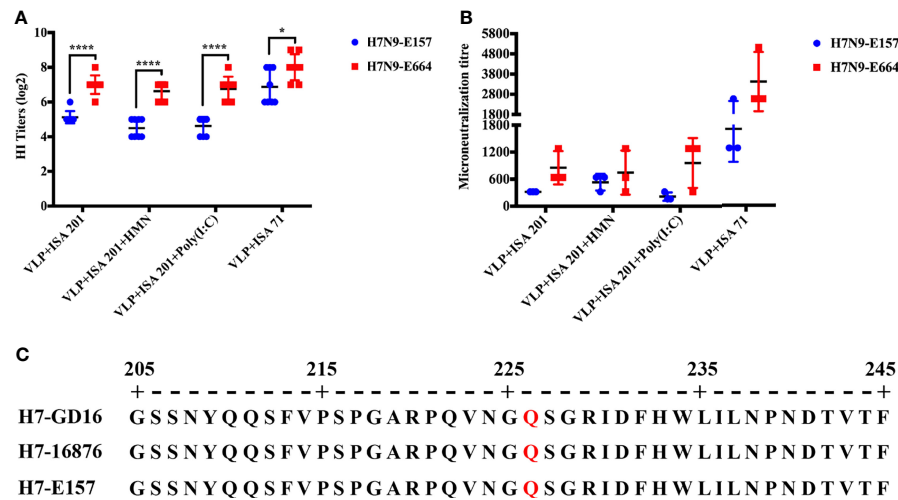 A
HI Titers (log2)
10
8
6
4
2
0
****
****
****
*
H7N9-E157
H7N9-E664
VLP+ISA 201
VLP+ISA 201+HMN
VLP+ISA 201+Poly(I:C)
VLP+ISA 71
B
Microneutralization titre
5800
4800
3800
2800
1800
1200
600
0
H7N9-E157
H7N9-E664
VLP+ISA 201
VLP+ISA 201+HMN
VLP+ISA 201+Poly(I:C)
VLP+ISA 71
C
205 215 225 235 245
+ - - - - - - - - - + - - - - - - - - - + - - - - - - - - - + - - - - - - - - - +
H7-GD16 G S S N Y Q Q S F V P S P G A R P Q V N G Q S G R I D F H W L I L N P N D T V T F
H7-16876 G S S N Y Q Q S F V P S P G A R P Q V N G Q S G R I D F H W L I L N P N D T V T F
H7-E157 G S S N Y Q Q S F V P S P G A R P Q V N G Q S G R I D F H W L I L N P N D T V T F